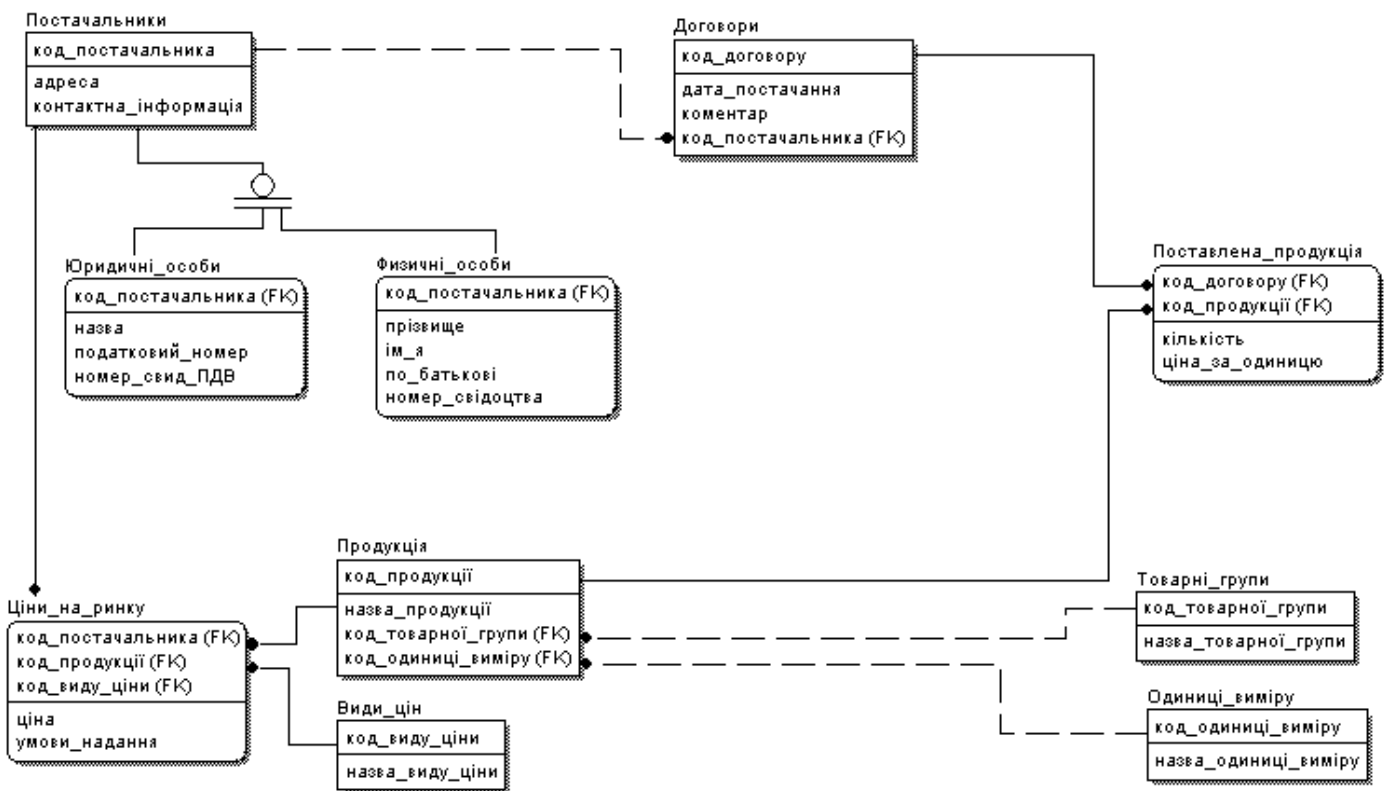 Постачальники
код_постачальника
адреса
контактна_інформація
Договори
код_договору
дата_постачання
коментар
код_постачальника (FK)
Юридичні_особи
код_постачальника (FK)
назва
податковий_номер
номер_свид_ПДВ
Физичні_особи
код_постачальника (FK)
прізвище
ім_я
по_батькові
номер_свідоцтва
Поставлена_продукція
код_договору (FK)
код_продукції (FK)
кількість
ціна_за_одиницю
Ціни_на_ринку
код_постачальника (FK)
код_продукції (FK)
код_виду_ціни (FK)
ціна
умови_надання
Продукція
код_продукції
назва_продукції
код_товарної_групи (FK)
код_одиниці_виміру (FK)
Види_цін
код_виду_ціни
назва_виду_ціни
Товарні_групи
код_товарної_групи
назва_товарної_групи
Одиниці_виміру
код_одиниці_виміру
назва_одиниці_виміру